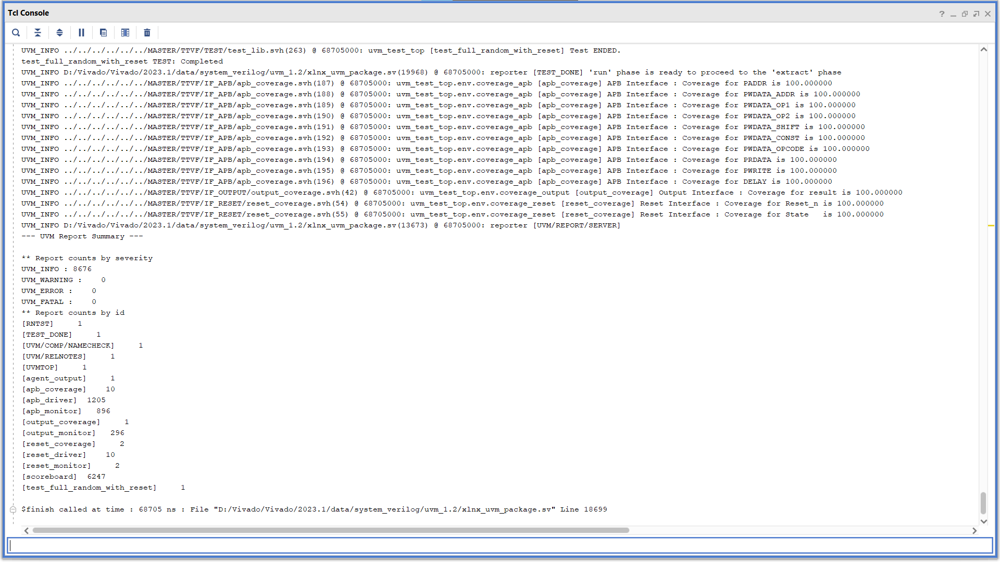 Tcl Console
UVM_INFO ../../../../../../MASTER/TTVF/TEST/test_lib.svh(263) @ 68705000: uvm_test_top [test_full_random_with_reset] Test ENDED.
test_full_random_with_reset TEST: Completed
UVM_INFO D:/Vivado/Vivado/2023.1/data/system_verilog/uvm_1.2/xlnx_uvm_package.sv(19968) @ 68705000: reporter [TEST_DONE] 'run' phase is ready to proceed to the 'extract' phase
UVM_INFO ../../../../../../MASTER/TTVF/IF_APB/apb_coverage.svh(187) @ 68705000: uvm_test_top.env.coverage_apb [apb_coverage] APB Interface : Coverage for PADDR is 100.000000
UVM_INFO ../../../../../../MASTER/TTVF/IF_APB/apb_coverage.svh(188) @ 68705000: uvm_test_top.env.coverage_apb [apb_coverage] APB Interface : Coverage for PWDATA_ADDR is 100.000000
UVM_INFO ../../../../../../MASTER/TTVF/IF_APB/apb_coverage.svh(189) @ 68705000: uvm_test_top.env.coverage_apb [apb_coverage] APB Interface : Coverage for PWDATA_OP1 is 100.000000
UVM_INFO ../../../../../../MASTER/TTVF/IF_APB/apb_coverage.svh(190) @ 68705000: uvm_test_top.env.coverage_apb [apb_coverage] APB Interface : Coverage for PWDATA_OP2 is 100.000000
UVM_INFO ../../../../../../MASTER/TTVF/IF_APB/apb_coverage.svh(191) @ 68705000: uvm_test_top.env.coverage_apb [apb_coverage] APB Interface : Coverage for PWDATA_SHIFT is 100.000000
UVM_INFO ../../../../../../MASTER/TTVF/IF_APB/apb_coverage.svh(192) @ 68705000: uvm_test_top.env.coverage_apb [apb_coverage] APB Interface : Coverage for PWDATA_CONST is 100.000000
UVM_INFO ../../../../../../MASTER/TTVF/IF_APB/apb_coverage.svh(193) @ 68705000: uvm_test_top.env.coverage_apb [apb_coverage] APB Interface : Coverage for PWDATA_OPCODE is 100.000000
UVM_INFO ../../../../../../MASTER/TTVF/IF_APB/apb_coverage.svh(194) @ 68705000: uvm_test_top.env.coverage_apb [apb_coverage] APB Interface : Coverage for PRDATA is 100.000000
UVM_INFO ../../../../../../MASTER/TTVF/IF_APB/apb_coverage.svh(195) @ 68705000: uvm_test_top.env.coverage_apb [apb_coverage] APB Interface : Coverage for PWRITE is 100.000000
UVM_INFO ../../../../../../MASTER/TTVF/IF_APB/apb_coverage.svh(196) @ 68705000: uvm_test_top.env.coverage_apb [apb_coverage] APB Interface : Coverage for DELAY is 100.000000
UVM_INFO ../../../../../../MASTER/TTVF/IF_OUTPUT/output_coverage.svh(42) @ 68705000: uvm_test_top.env.coverage_output [output_coverage] Output Interface : Coverage for result is 100.000000
UVM_INFO ../../../../../../MASTER/TTVF/IF_RESET/reset_coverage.svh(54) @ 68705000: uvm_test_top.env.coverage_reset [reset_coverage] Reset Interface : Coverage for Reset_n is 100.000000
UVM_INFO ../../../../../../MASTER/TTVF/IF_RESET/reset_coverage.svh(55) @ 68705000: uvm_test_top.env.coverage_reset [reset_coverage] Reset Interface : Coverage for State   is 100.000000
UVM_INFO D:/Vivado/Vivado/2023.1/data/system_verilog/uvm_1.2/xlnx_uvm_package.sv(13673) @ 68705000: reporter [UVM/REPORT/SERVER]
--- UVM Report Summary ---
** Report counts by severity
UVM_INFO : 8676
UVM_WARNING :    0
UVM_ERROR :    0
UVM_FATAL :    0
** Report counts by id
[RNTST]     1
[TEST_DONE]     1
[UVM/COMP/NAMECHECK]     1
[UVM/RELNOTES]     1
[UVMTOP]     1
[agent_output]     1
[apb_coverage]    10
[apb_driver]  1205
[apb_monitor]   896
[output_coverage]     1
[output_monitor]   296
[reset_coverage]     2
[reset_driver]    10
[reset_monitor]     2
[scoreboard]  6247
[test_full_random_with_reset]     1
$finish called at time : 68705 ns : File "D:/Vivado/Vivado/2023.1/data/system_verilog/uvm_1.2/xlnx_uvm_package.sv" Line 18699